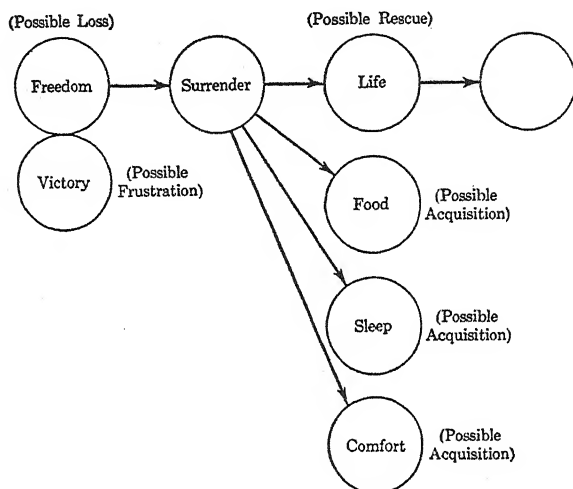 (Possible Loss)
(Possible Rescue)
Freedom
Surrender
Life
Victory
(Possible
Frustration)
Food
(Possible
Acquisition)
Sleep
(Possible
Acquisition)
Comfort
(Possible
Acquisition)